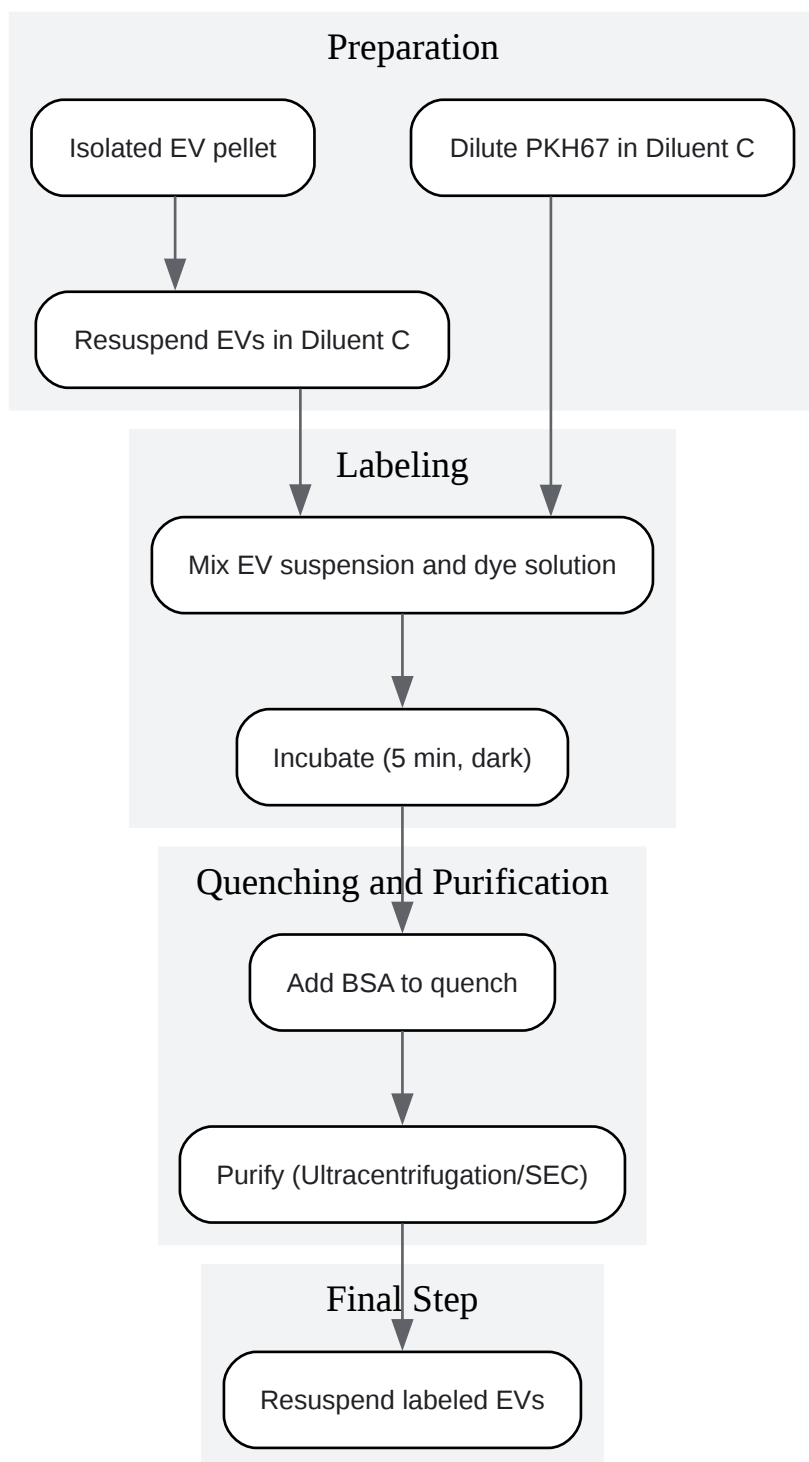 Preparation
Isolated EV pellet
Dilute PKH67 in Diluent C
Resuspend EVs in Diluent C
Labeling
Mix EV suspension and dye solution
Incubate (5 min, dark)
Quenching and Purification
Add BSA to quench
Purify (Ultracentrifugation/SEC)
Final Step
Resuspend labeled EVs